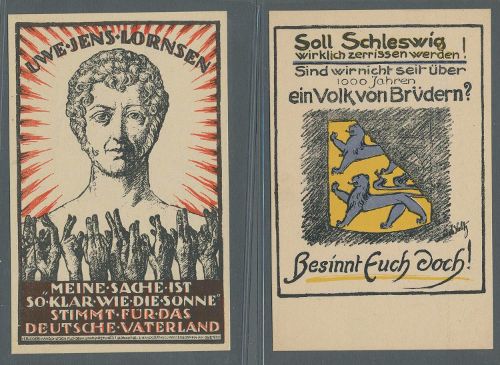 UWE·JENS·LORNSEN
„MEINE·SACHE·IST
SO·KLAR·WIE·DIE·SONNE"
STIMMT·FÜR·DAS
DEUTSCHE·VATERLAND
Soll Schleswig
wirklich zerrissen werden!
Sind wir nicht seit über
1000 Jahren
ein Volk von Brüdern?
Besinnt Euch doch!